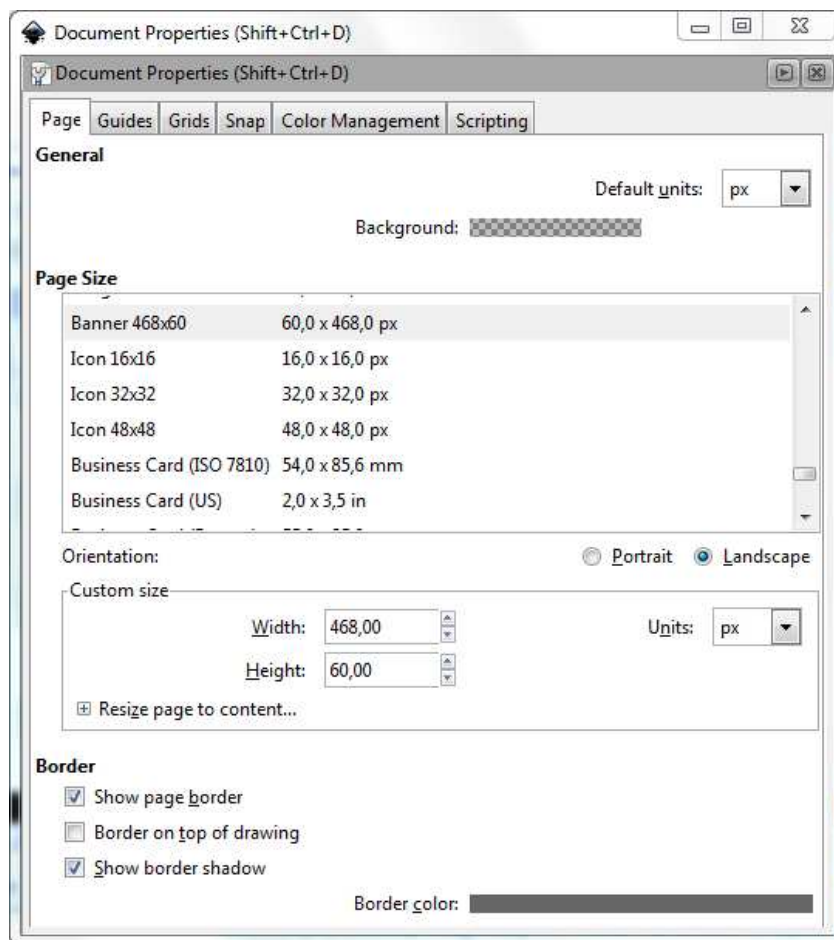 Document Properties (Shift+Ctrl+D)
Document Properties (Shift+Ctrl+D)
Page Guides Grids Snap Color Management Scripting
General
Default units: px
Background:
Page Size
Banner 468x60 60,0 x 468,0 px
Icon 16x16 16,0 x 16,0 px
Icon 32x32 32,0 x 32,0 px
Icon 48x48 48,0 x 48,0 px
Business Card (ISO 7810) 54,0 x 85,6 mm
Business Card (US) 2,0 x 3,5 in
Orientation: Portrait Landscape
Custom size
Width: 468,00 Units: px
Height: 60,00
Resize page to content...
Border
Show page border
Border on top of drawing
Show border shadow
Border color: